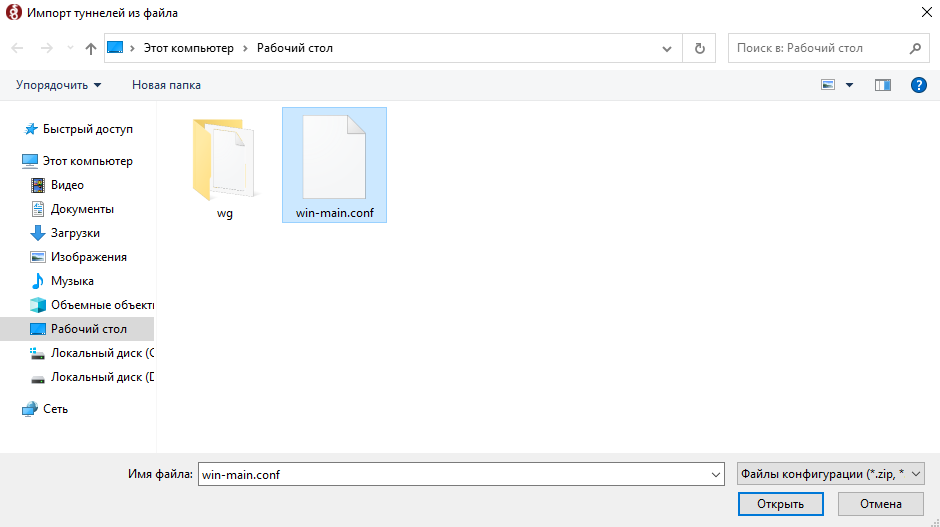 Импорт туннелей из файла
Этот компьютер
Рабочий стол
Поиск в: Рабочий стол
Упорядочить
Новая папка
?
Быстрый доступ
Этот компьютер
Видео
Документы
Загрузки
Изображения
Музыка
Объемные объекты
Рабочий стол
Локальный диск (C
Локальный диск (D
Сеть
wg
win-main.conf
Имя файла:
win-main.conf
Файлы конфигурации (*.zip, *
Открыть
Отмена